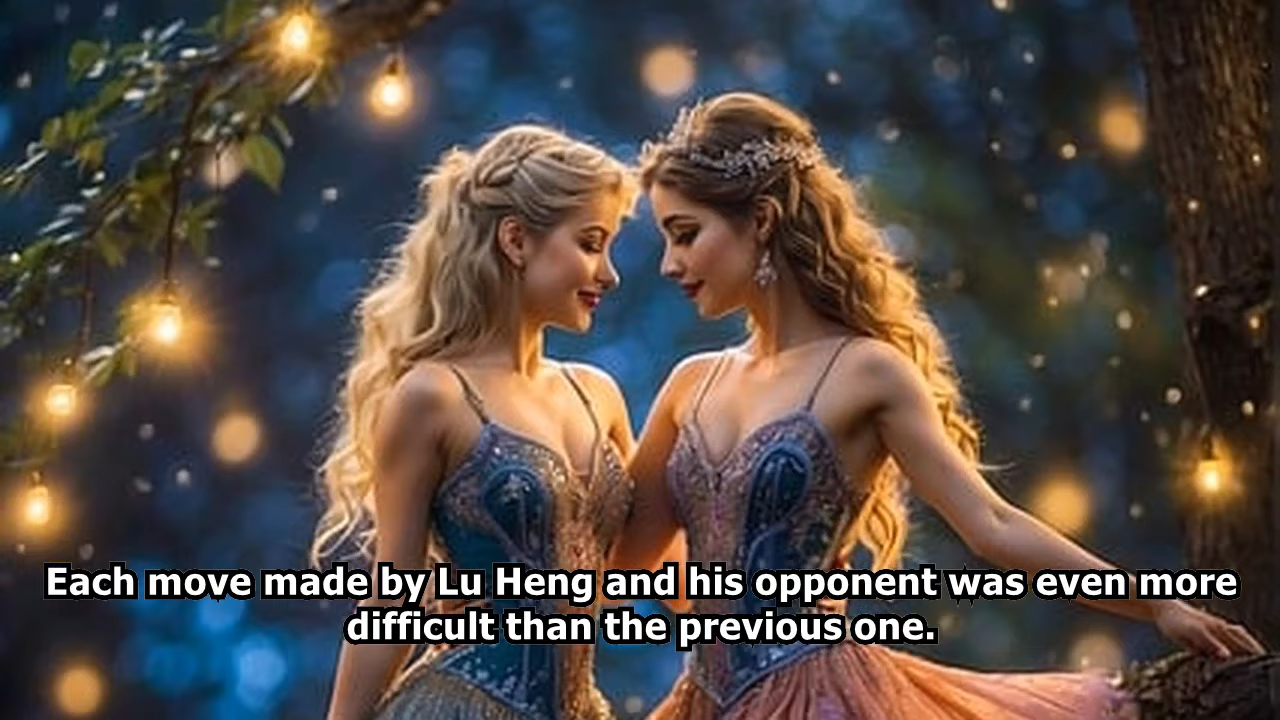 Each move made by Lu Heng and his opponent was even more
difficult than the previous one.